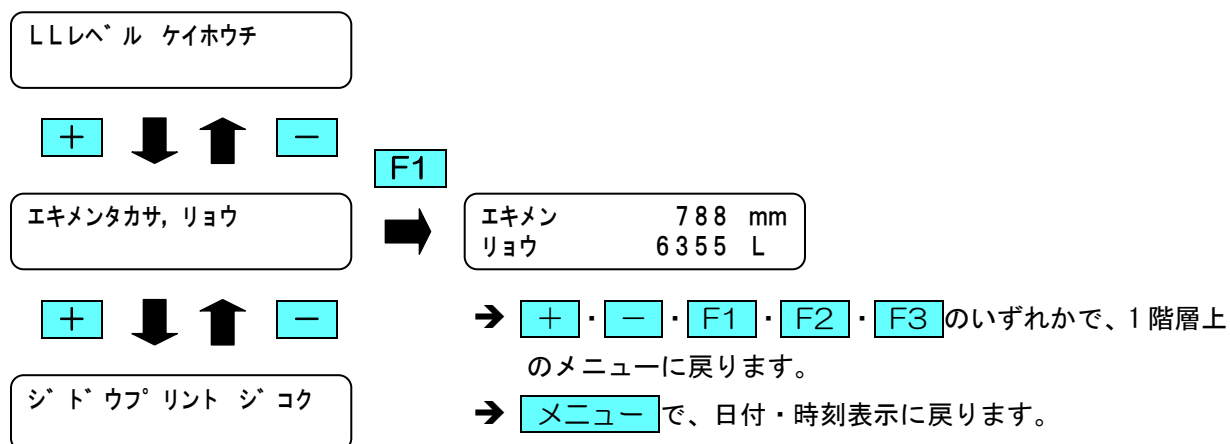 LLレベル ケイホウチ
+ −
F1
エキメンタカサ, リョウ
エキメン 788 mm
リョウ 6355 L
+ −
→ +・−・F1・F2・F3のいずれかで、1階層上
のメニューに戻ります。
ジドウプリント ジコク
→ メニューで、日付・時刻表示に戻ります。